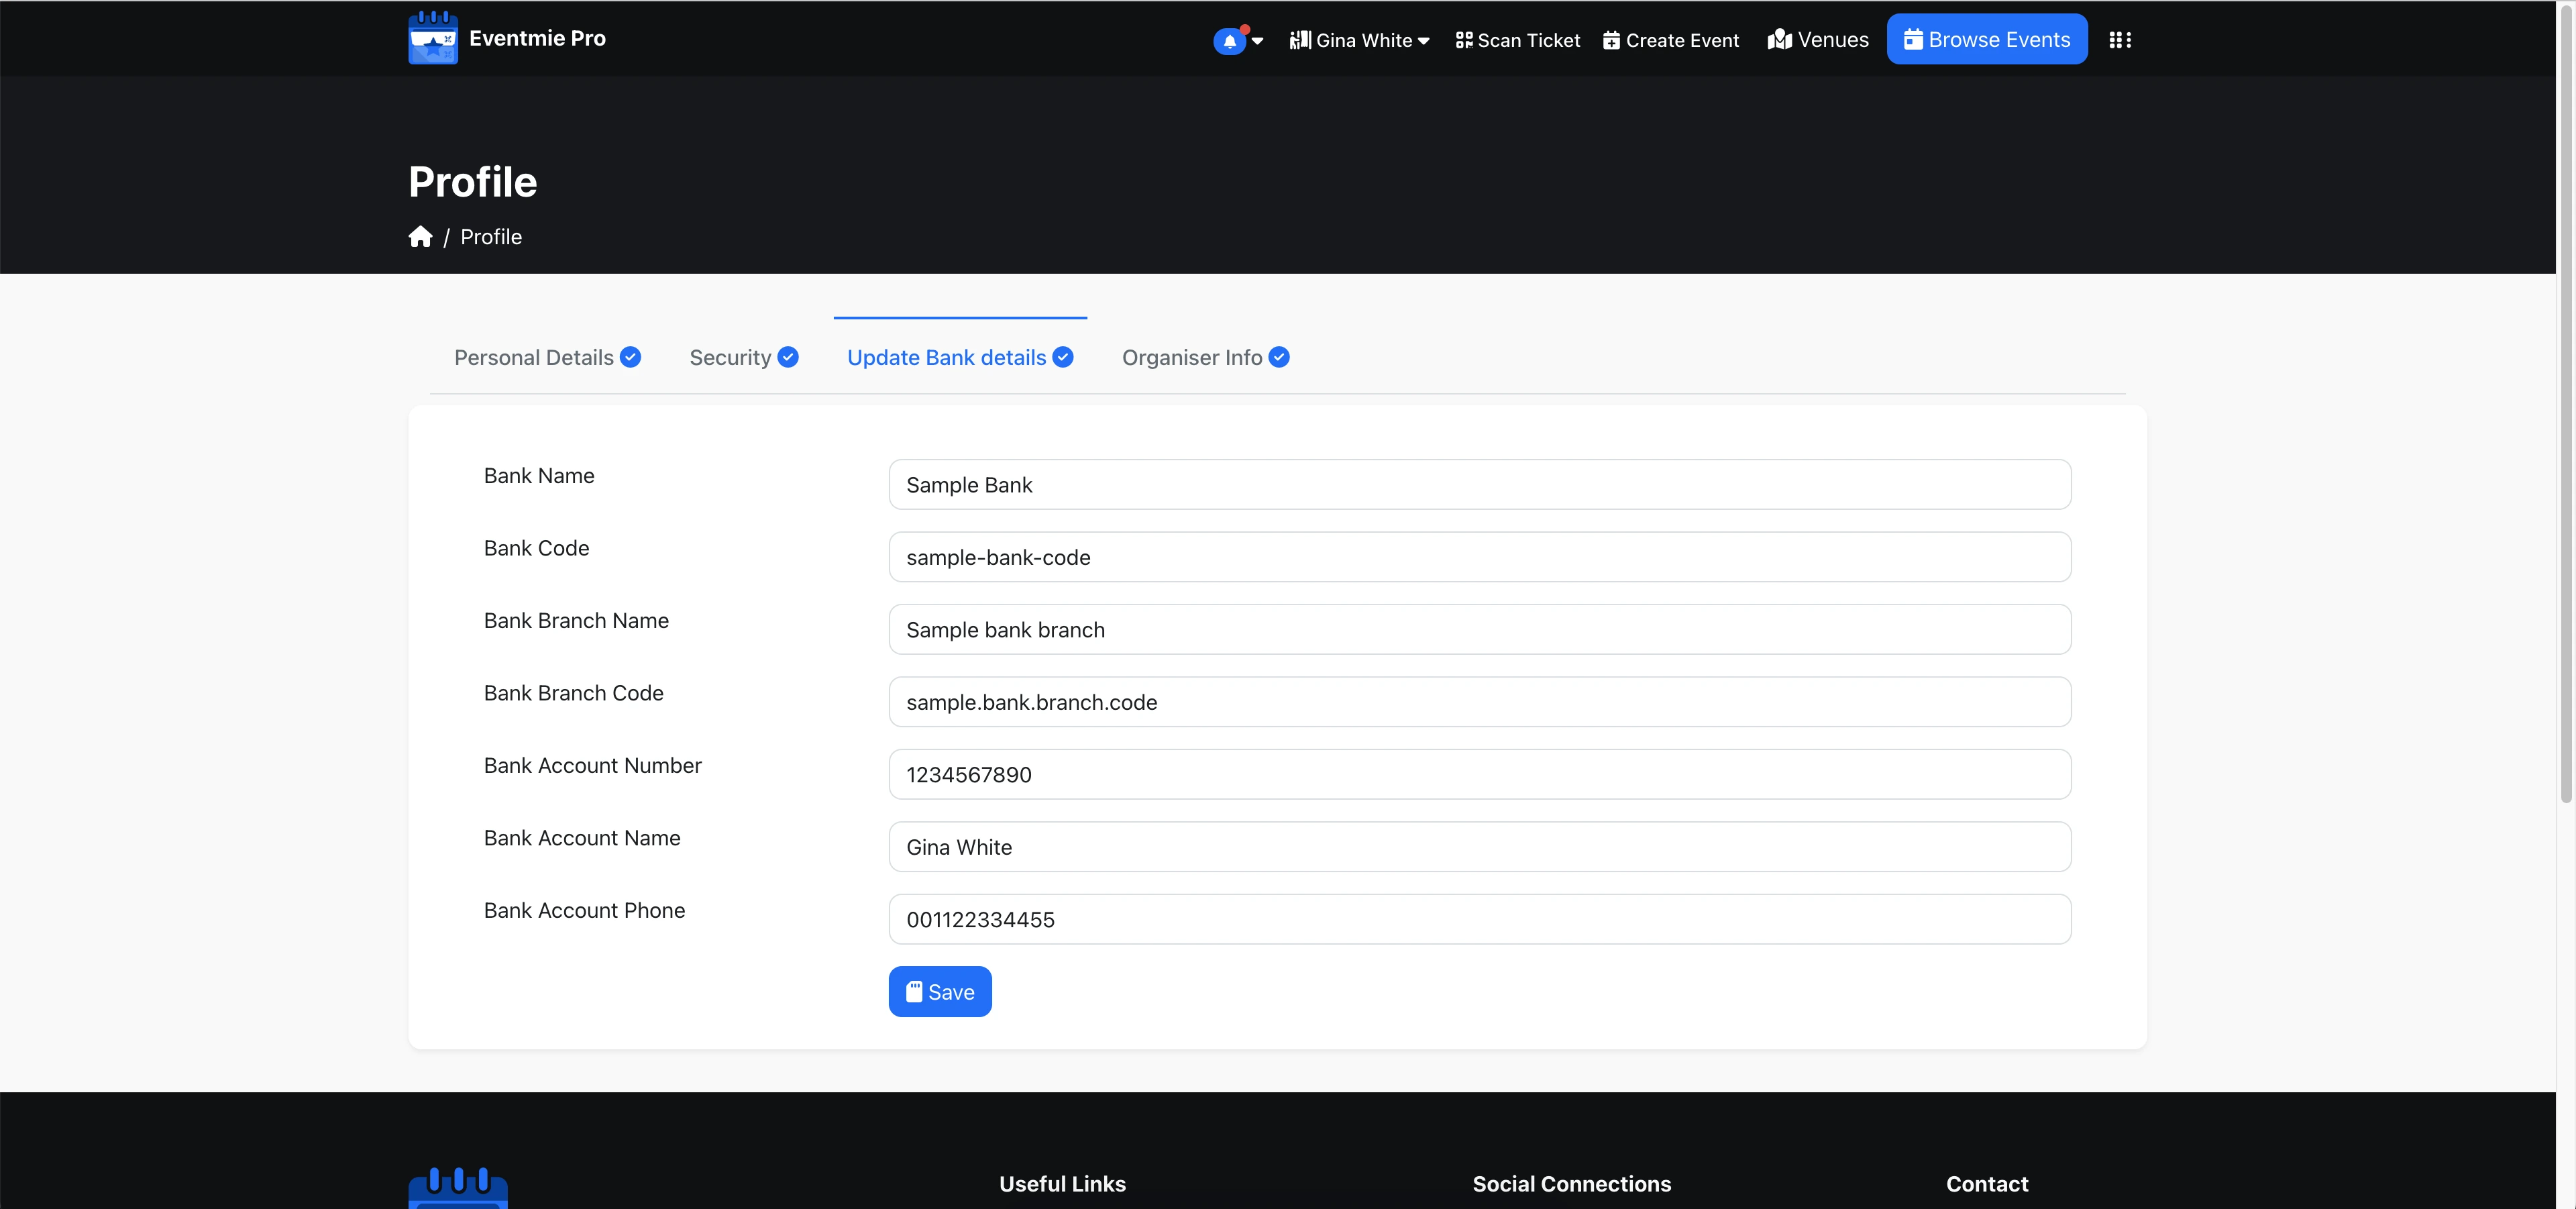 Eventmie Pro
Gina White Scan Ticket Create Event Venues Browse Events
Profile
/ Profile
Personal Details Security Update Bank details Organiser Info
Bank Name Sample Bank
Bank Code sample-bank-code
Bank Branch Name Sample bank branch
Bank Branch Code sample.bank.branch.code
Bank Account Number 1234567890
Bank Account Name Gina White
Bank Account Phone 001122334455
Save
Useful Links Social Connections Contact